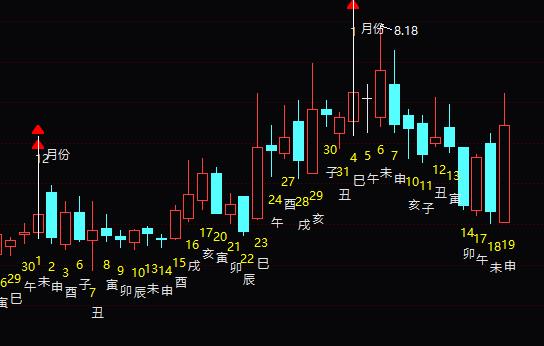 1 月份
8.18
12 月份
6 寅
29 巳
30 午
1 未
2 申
3 酉
6 子
7 丑
8 寅
9 卯
10 辰
13 未
14 申
15 酉
16 戌
17 亥
20 寅
21 卯
22 辰
23 巳
24 午
27 酉
28 戌
29 亥
30 子
31 丑
4 巳
5 午
6 未
7 申
10 亥
11 子
12 丑
13 寅
14 卯
17 午
18 未
19 申